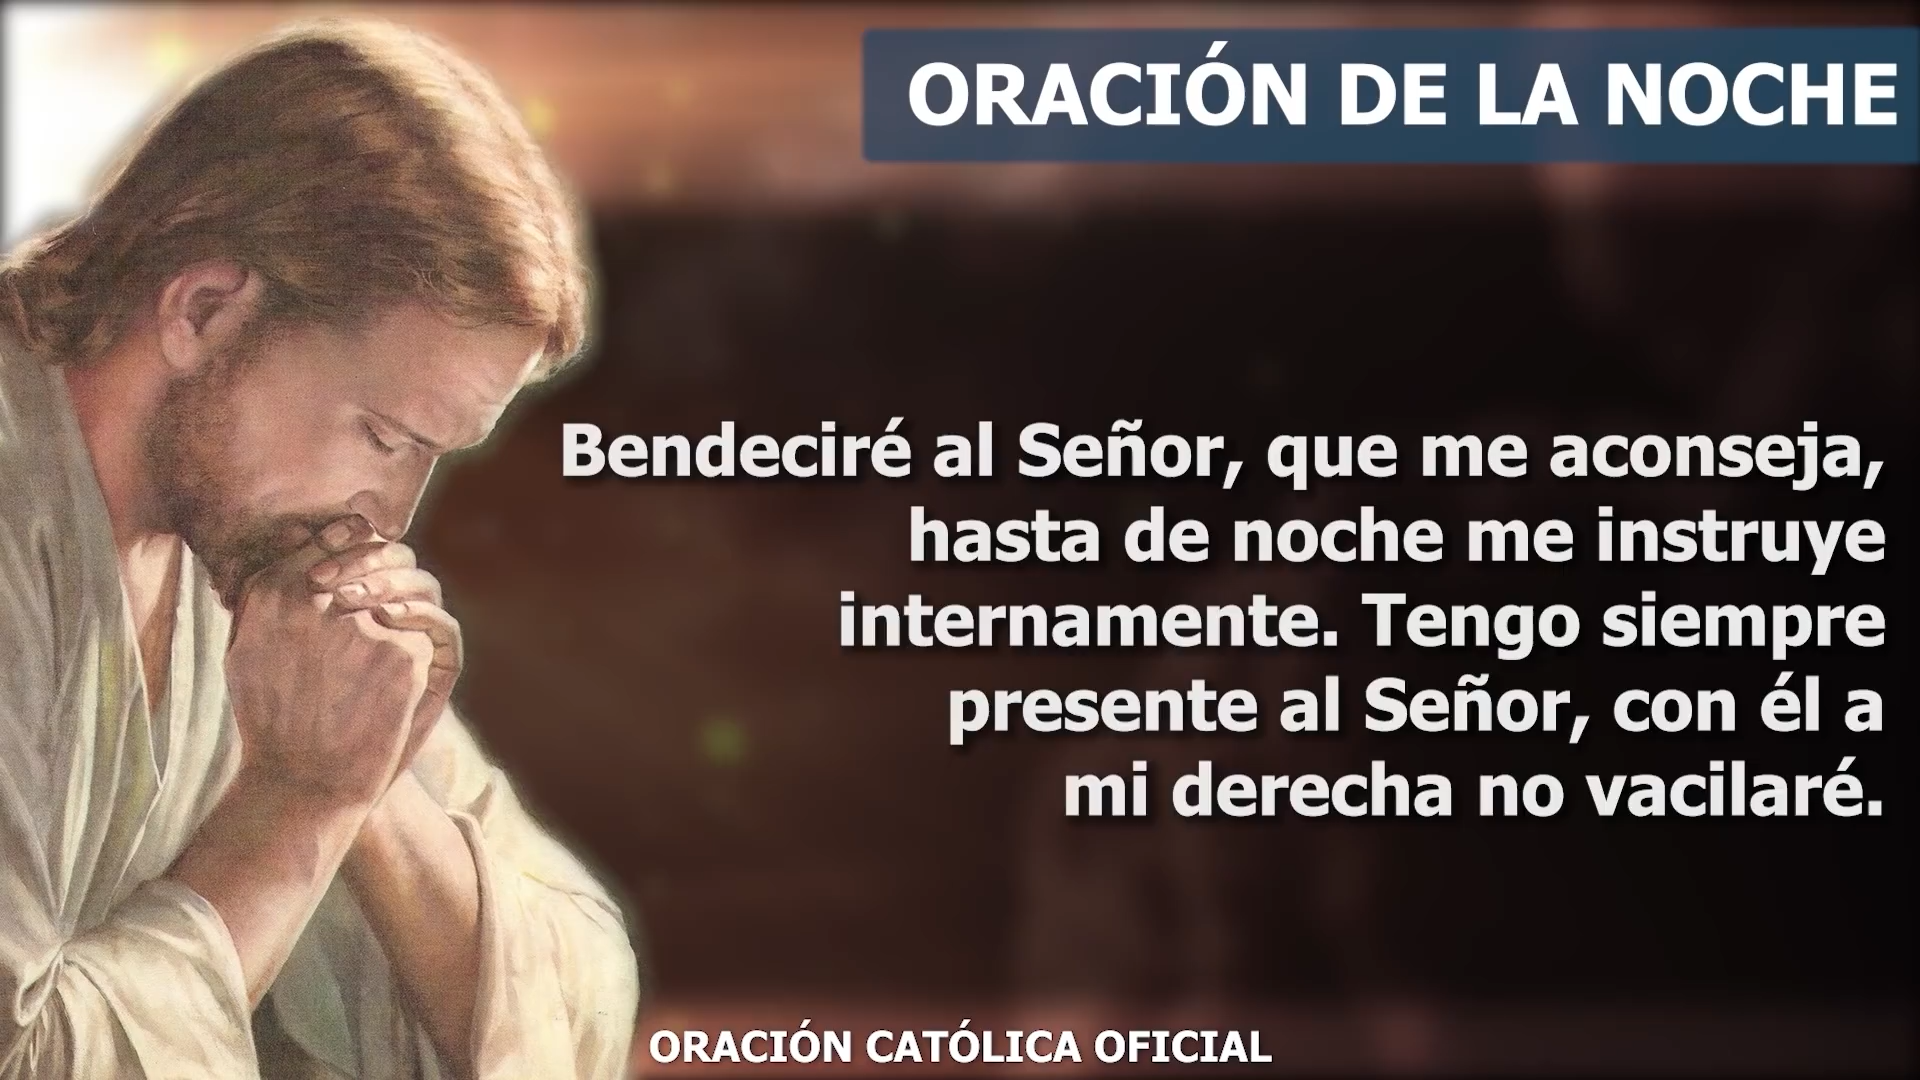 ORACIÓN DE LA NOCHE
Bendeciré al Señor, que me aconseja,
hasta de noche me instruye
internamente. Tengo siempre
presente al Señor, con él a
mi derecha no vacilaré.
ORACIÓN CATÓLICA OFICIAL